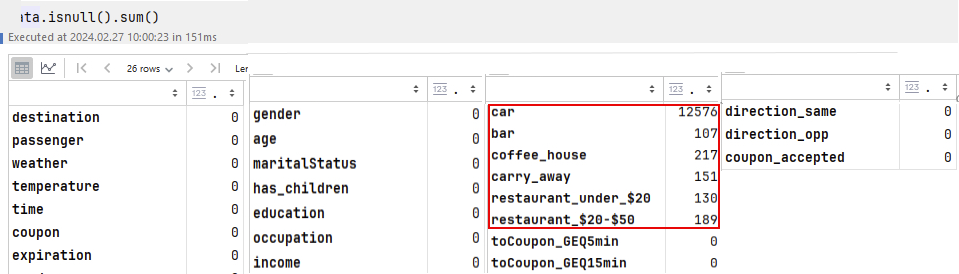 ata.isnull().sum()
Executed at 2024.02.27 10:00:23 in 151ms
26 rows
123 .
destination 0
passenger 0
weather 0
temperature 0
time 0
coupon 0
expiration 0
123 .
gender 0
age 0
maritalStatus 0
has_children 0
education 0
occupation 0
income 0
123 .
car 12576
bar 107
coffee_house 217
carry_away 151
restaurant_under_$20 130
restaurant_$20-$50 189
toCoupon_GEQ5min 0
toCoupon_GEQ15min 0
123 .
direction_same 0
direction_opp 0
coupon_accepted 0